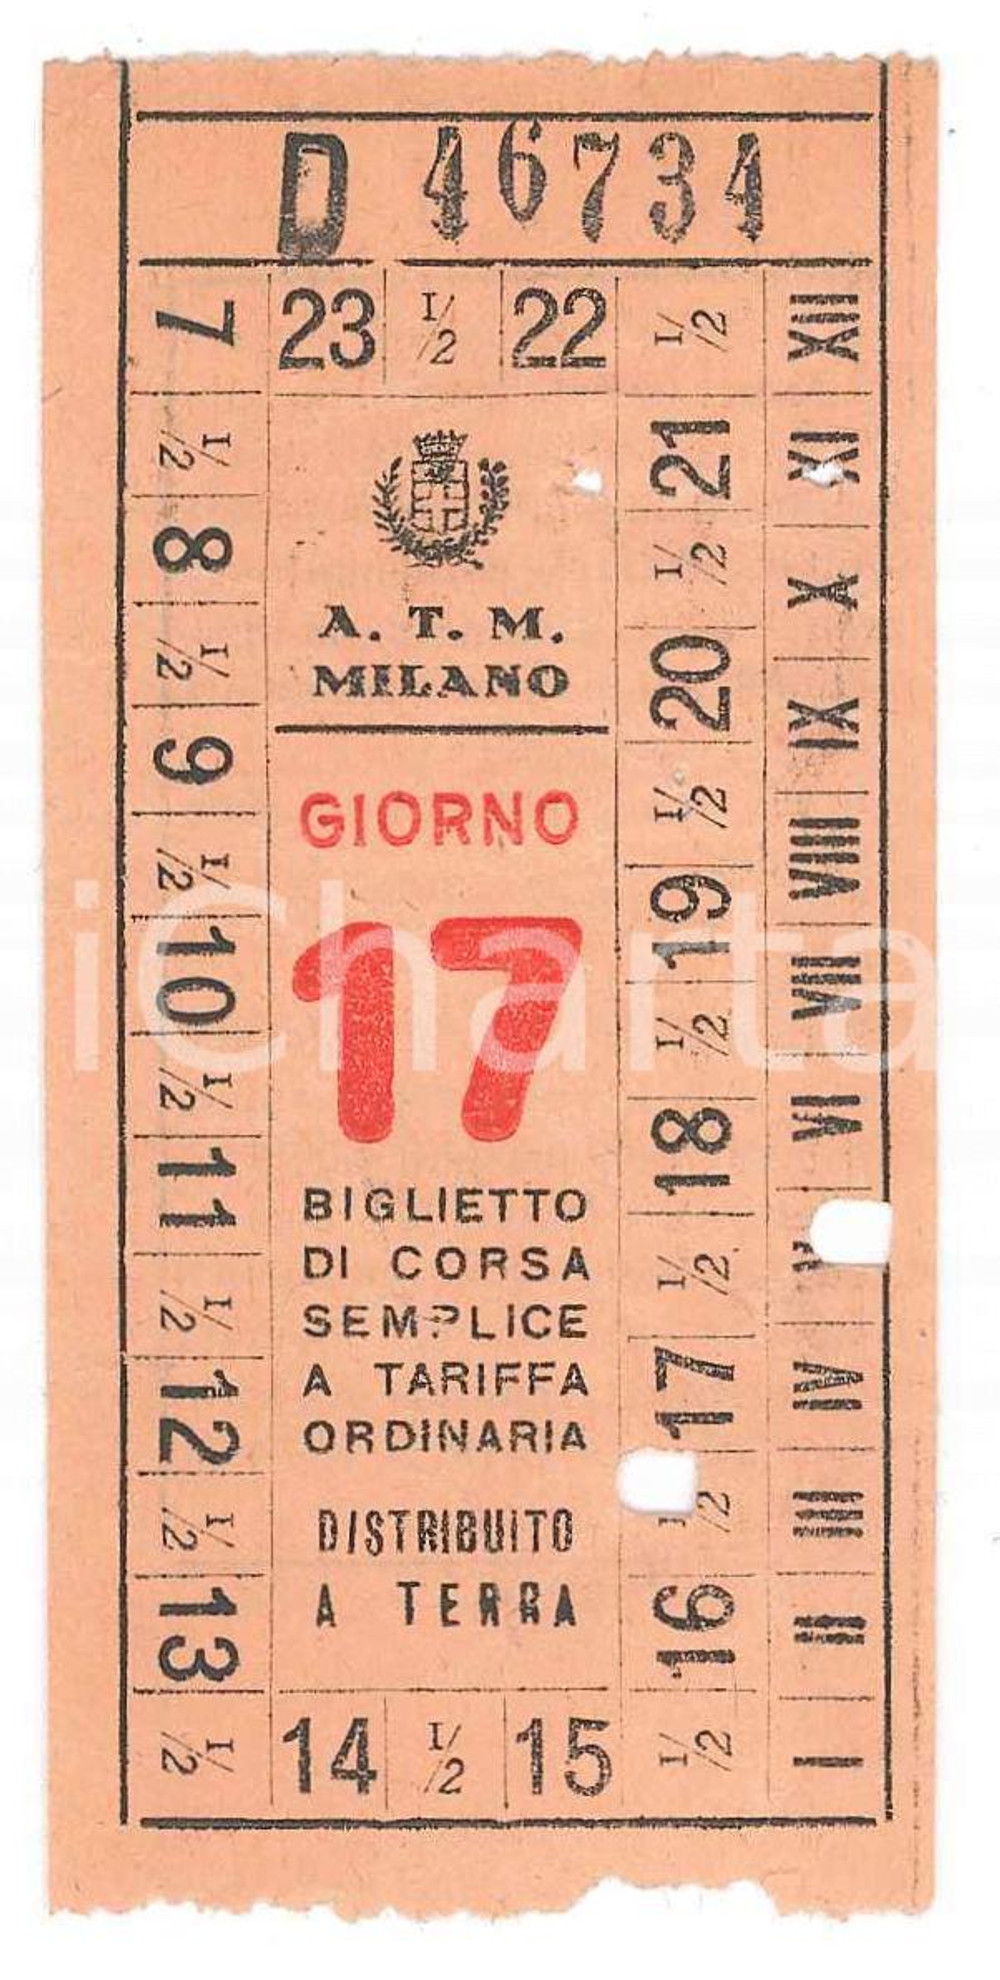 D 46734
7 23 1/2 22 1/2 XII
1/2 21 XI
8 1/2 X
1/2 20 IX
9 1/2 VIIII
1/2 19 VII
10 1/2 VI
1/2 18
11 1/2
1/2 17 IV
12 1/2 III
1/2 16 II
13
1/2 14 1/2 15 1/2 I
A. T. M.
MILANO
GIORNO
17
BIGLIETTO
DI CORSA
SEMPLICE
A TARIFFA
ORDINARIA
DISTRIBUITO
A TERRA
iCharta